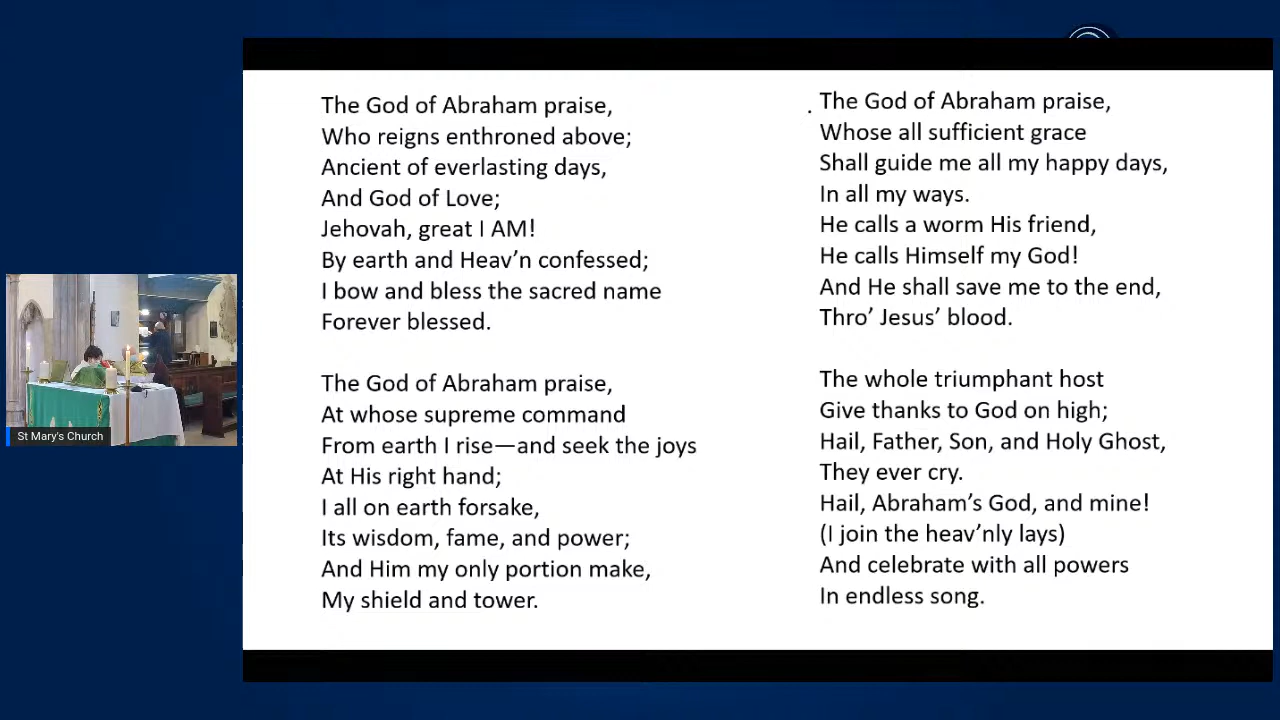 The God of Abraham praise,
Who reigns enthroned above;
Ancient of everlasting days,
And God of Love;
Jehovah, great I AM!
By earth and Heav’n confessed;
I bow and bless the sacred name
Forever blessed.
The God of Abraham praise,
At whose supreme command
From earth I rise—and seek the joys
At His right hand;
I all on earth forsake,
Its wisdom, fame, and power;
And Him my only portion make,
My shield and tower.
. The God of Abraham praise,
Whose all sufficient grace
Shall guide me all my happy days,
In all my ways.
He calls a worm His friend,
He calls Himself my God!
And He shall save me to the end,
Thro’ Jesus’ blood.
The whole triumphant host
Give thanks to God on high;
Hail, Father, Son, and Holy Ghost,
They ever cry.
Hail, Abraham’s God, and mine!
(I join the heav’nly lays)
And celebrate with all powers
In endless song.
St Mary's Church